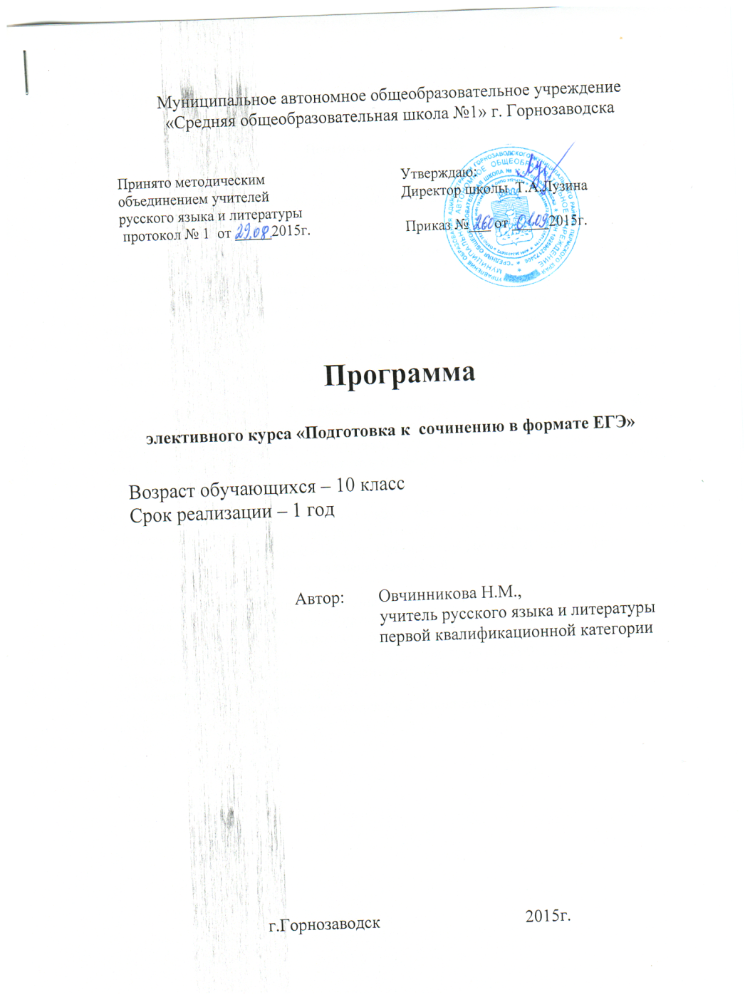 Муниципальное автономное общеобразовательное учреждение
«Средняя общеобразовательная школа №1» г. Горнозаводска
Принято методическим
объединением учителей
русского языка и литературы
протокол № 1 от 29.08.2015г.
Утверждаю:
Директор школы Т.А.Лузина
Приказ № 260 от 01.09 2015г.
Программа
элективного курса «Подготовка к сочинению в формате ЕГЭ»
Возраст обучающихся – 10 класс
Срок реализации – 1 год
Автор: Овчинникова Н.М.,
учитель русского языка и литературы
первой квалификационной категории
г.Горнозаводск 2015г.